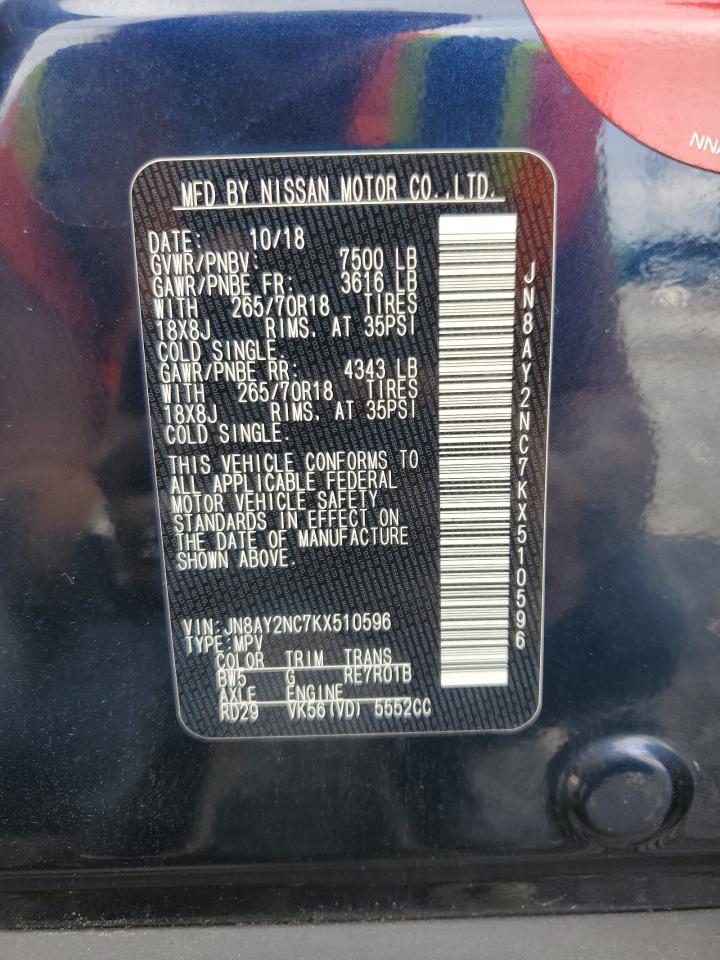 NNA
MFD BY NISSAN MOTOR CO.,LTD.
DATE: 10/18
GVWR/PNBV: 7500 LB
GAWR/PNBE FR: 3616 LB
WITH 265/70R18 TIRES
18X8J RIMS. AT 35PSI
COLD SINGLE.
GAWR/PNBE RR: 4343 LB
WITH 265/70R18 TIRES
18X8J RIMS. AT 35PSI
COLD SINGLE.
THIS VEHICLE CONFORMS TO
ALL APPLICABLE FEDERAL
MOTOR VEHICLE SAFETY
STANDARDS IN EFFECT ON
THE DATE OF MANUFACTURE
SHOWN ABOVE.
VIN:JN8AY2NC7KX510596
TYPE:MPV
COLOR TRIM TRANS
BW5 G RE7R01B
AXLE ENGINE
RD29 VK56(VD) 5552CC
JN8AY2NC7KX510596